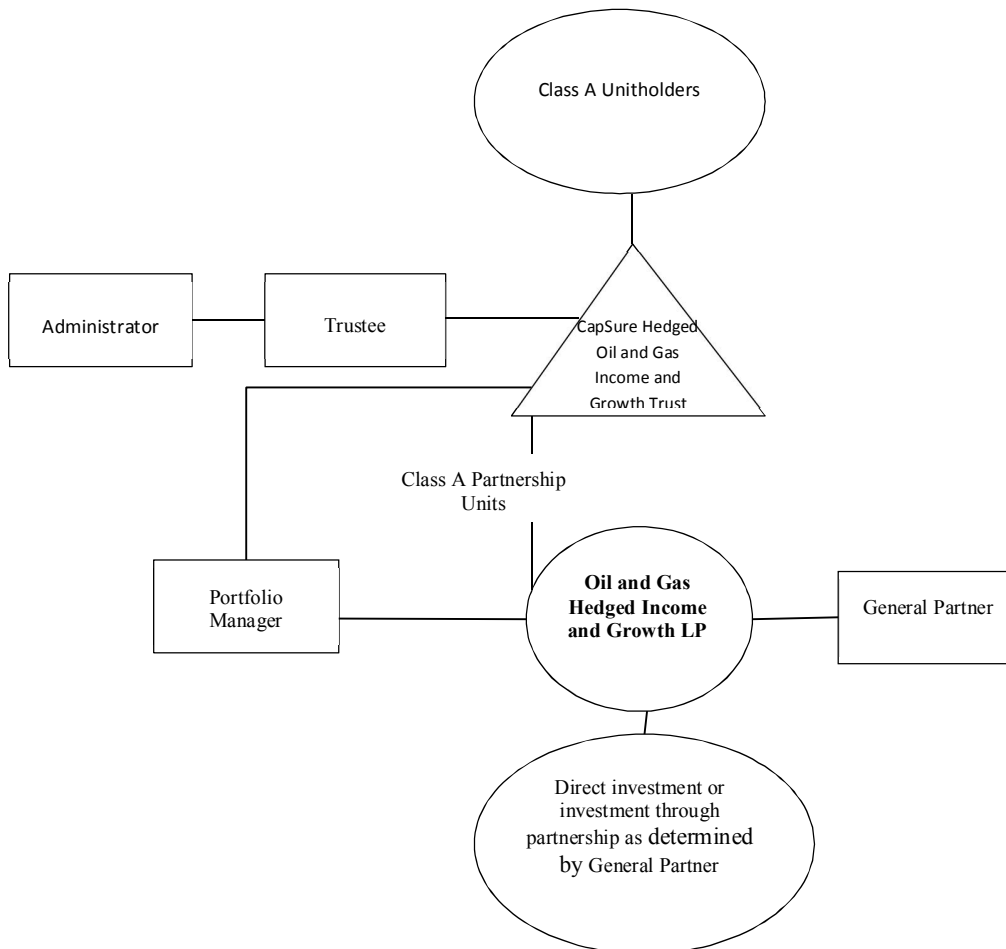 Class A Unitholders
Administrator
Trustee
CapSure Hedged
Oil and Gas
Income and
Growth Trust
Class A Partnership
Units
Portfolio
Manager
Oil and Gas
Hedged Income
and Growth LP
General Partner
Direct investment or
investment through
partnership as determined
by General Partner